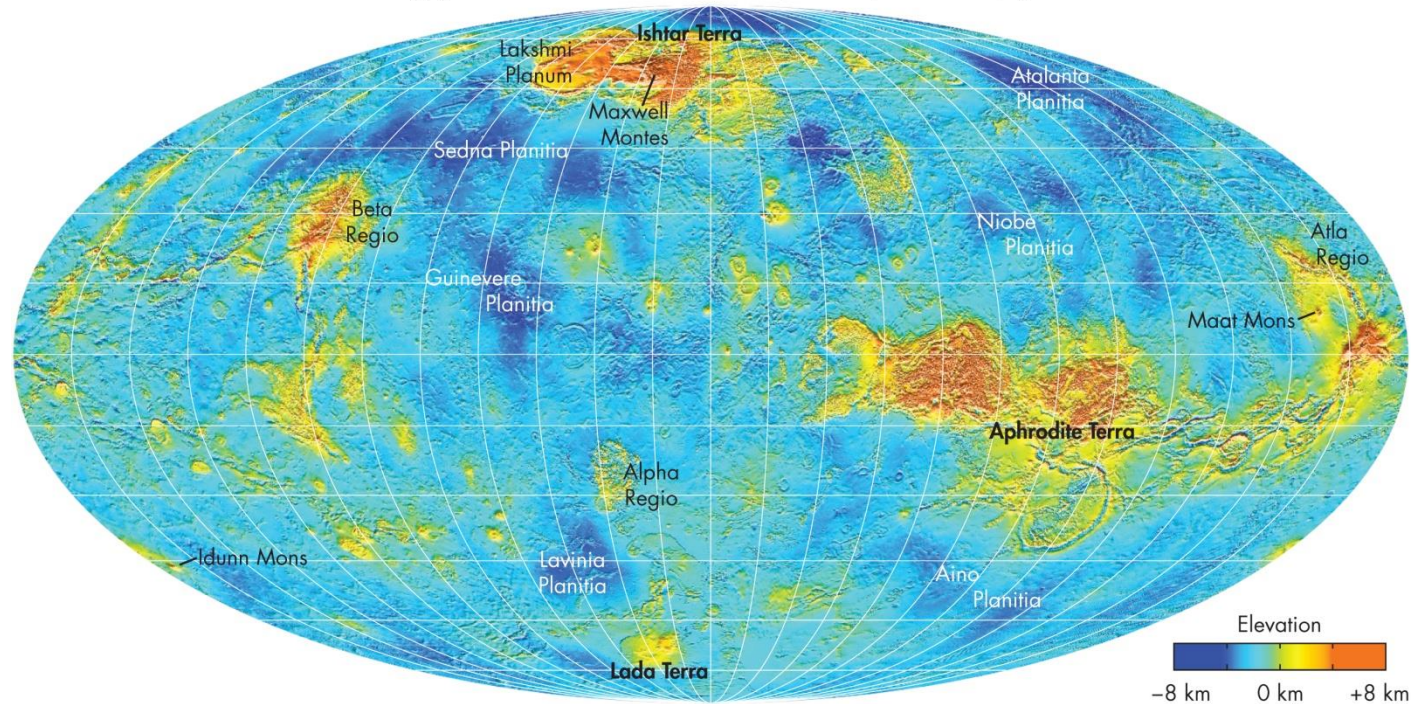 Ishtar Terra
Lakshmi
Planum
Maxwell
Montes
Atalanta
Planitia
Sedna Planitia
Beta
Regio
Niobe
Planitia
Atla
Regio
Guinevere
Planitia
Maat Mons
Aphrodite Terra
Alpha
Regio
Idunn Mons
Lavinia
Planitia
Aino
Planitia
Lada Terra
Elevation
−8 km 0 km +8 km